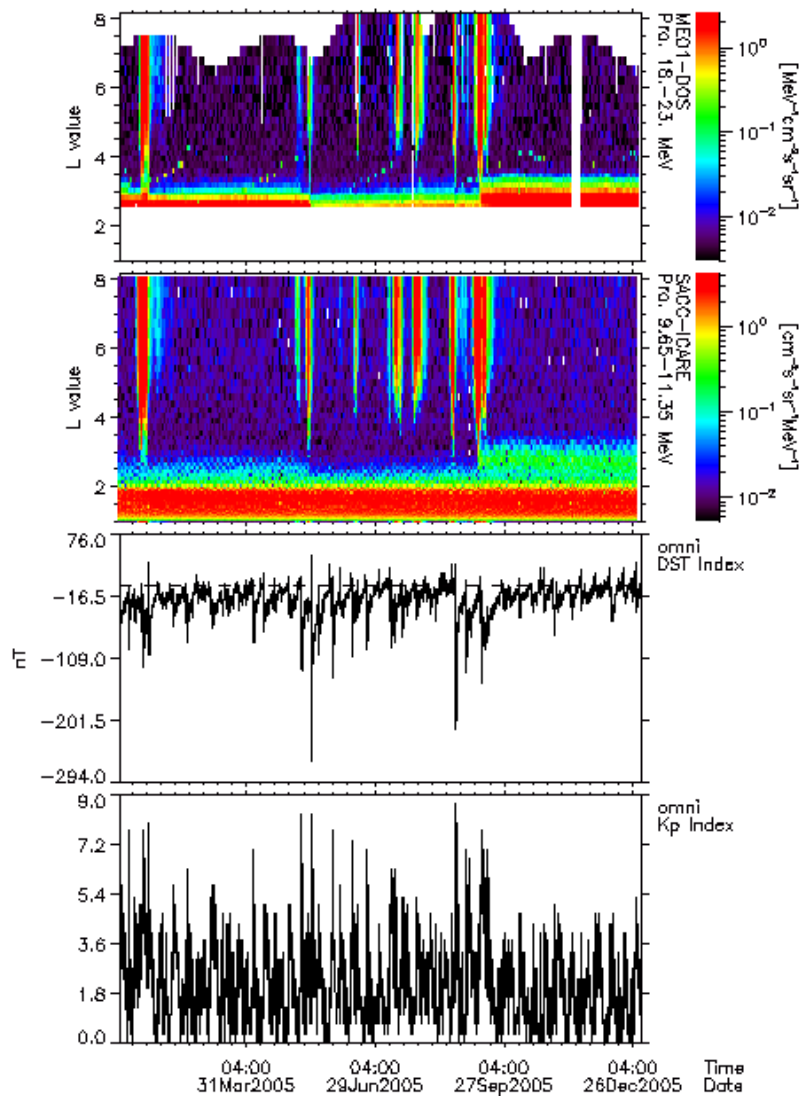 8
6
4
2
L value
MEO1-DOS
Pro. 18.-23. MeV
10⁰
10⁻¹
10⁻²
[MeV⁻¹cm⁻²s⁻¹sr⁻¹]
8
6
4
2
L value
SACC-ICARE
Pro. 9.65-11.35 MeV
10⁰
10⁻¹
10⁻²
[cm⁻²s⁻¹sr⁻¹MeV⁻¹]
76.0
-16.5
-109.0
-201.5
-294.0
nT
omni
DST Index
9.0
7.2
5.4
3.6
1.8
0.0
omni
Kp Index
04:00 04:00 04:00 04:00 Time
31Mar2005 29Jun2005 27Sep2005 26Dec2005 Date